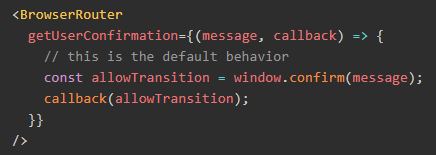 <BrowserRouter
  getUserConfirmation={(message, callback) => {
    // this is the default behavior
    const allowTransition = window.confirm(message);
    callback(allowTransition);
  }}
/>